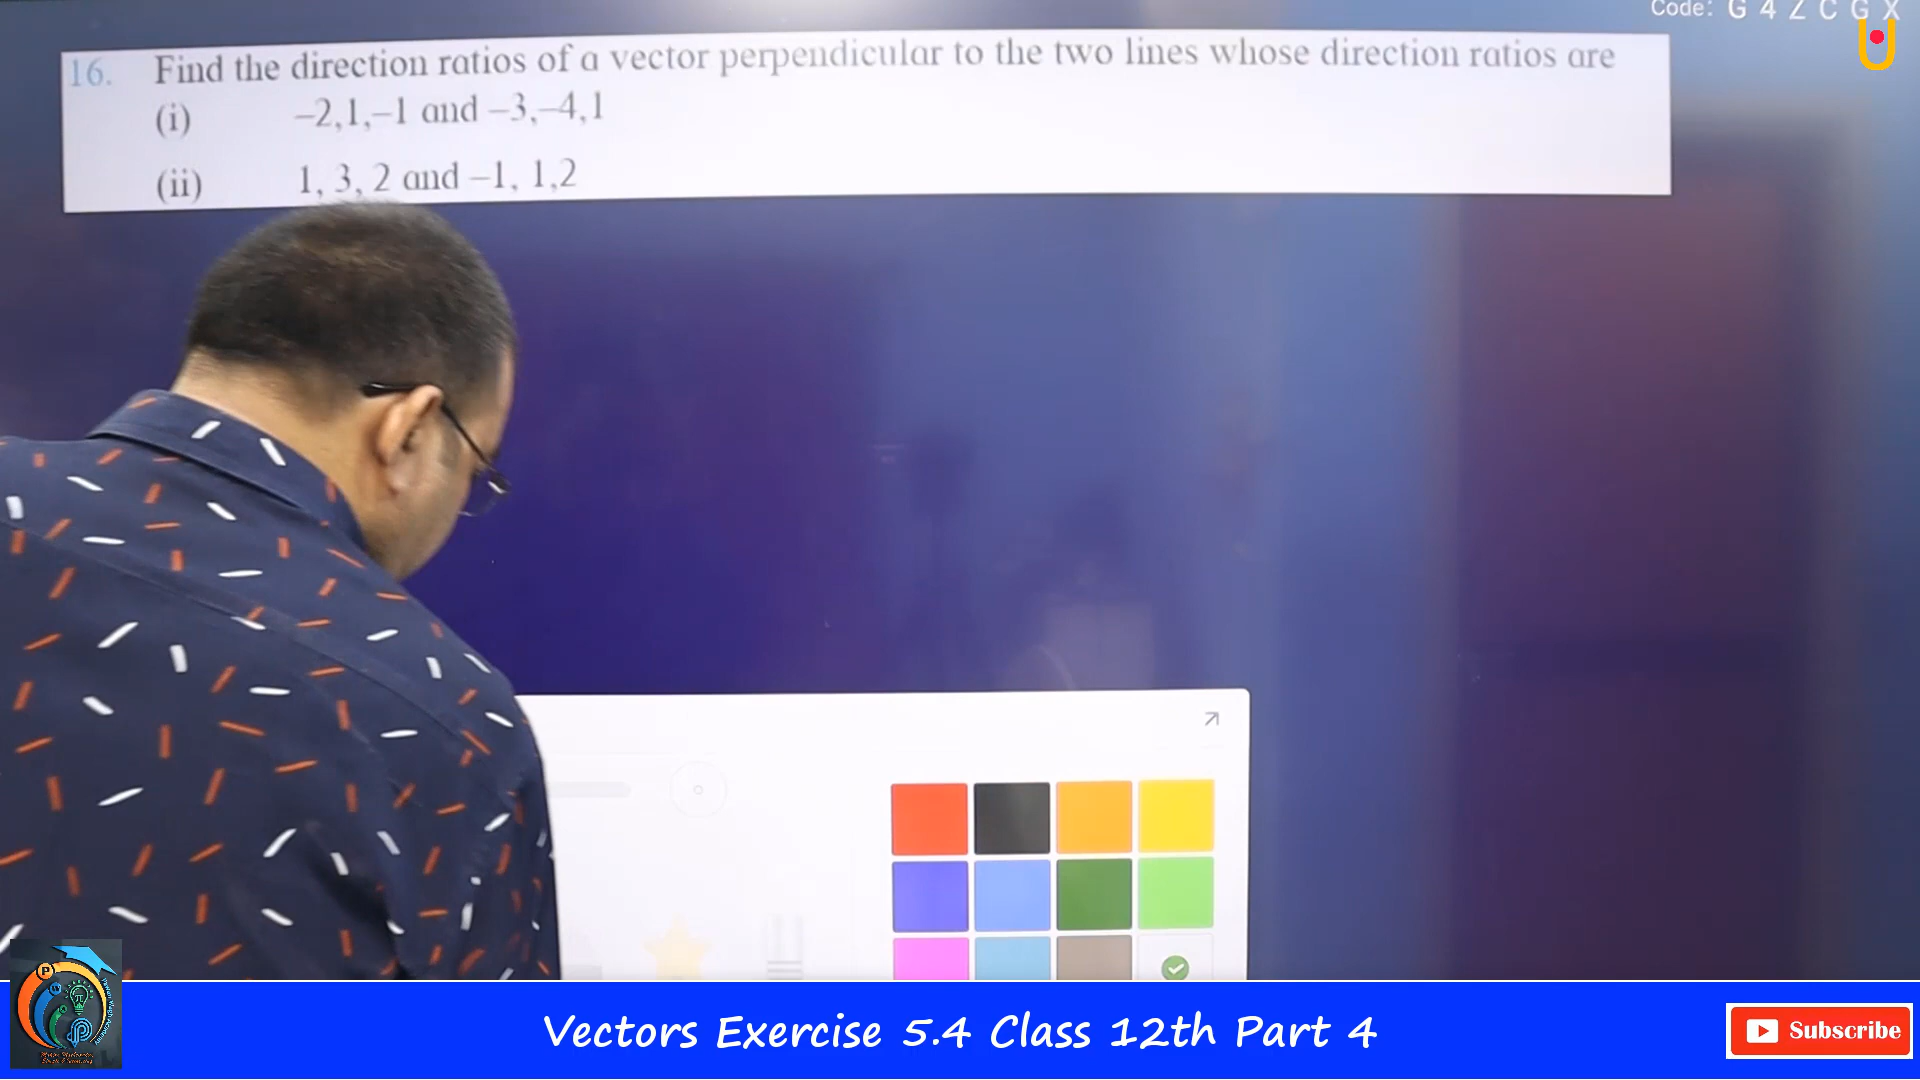 Code: G 4 Z C G X
16. Find the direction ratios of a vector perpendicular to the two lines whose direction ratios are
(i) –2,1,–1 and –3,–4,1
(ii) 1, 3, 2 and –1, 1,2
Vectors Exercise 5.4 Class 12th Part 4
Subscribe